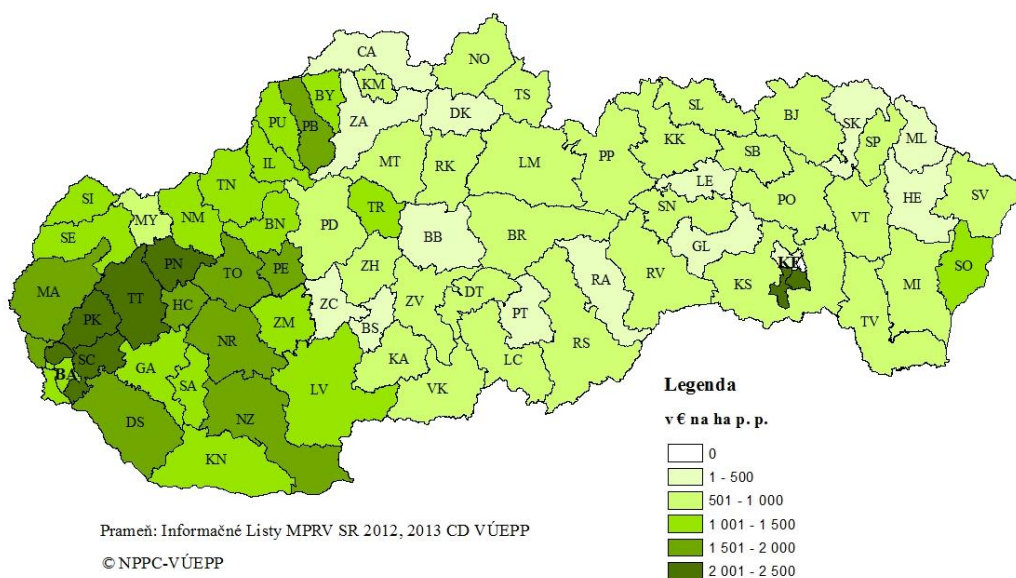 CA
NO
KM
BY
TS
PU
PB
ZA
DK
SL
BJ
SK
ML
SP
IL
MT
RK
LM
PP
KK
SB
TN
LE
HE
SV
SI
MY
NM
BN
PD
TR
SN
PO
VT
SE
BB
BR
GL
PN
TO
PE
ZH
RA
RV
KE
SO
MA
TT
HC
ZC
ZV
DT
KS
MI
PK
ZM
BS
PT
NR
TV
SC
GA
KA
LC
RS
BA
SA
LV
VK
DS
NZ
KN
Legenda
v € na ha p. p.
0
1 - 500
501 - 1 000
1 001 - 1 500
1 501 - 2 000
2 001 - 2 500
Prameň: Informačné Listy MPRV SR 2012, 2013 CD VÚEPP
© NPPC-VÚEPP